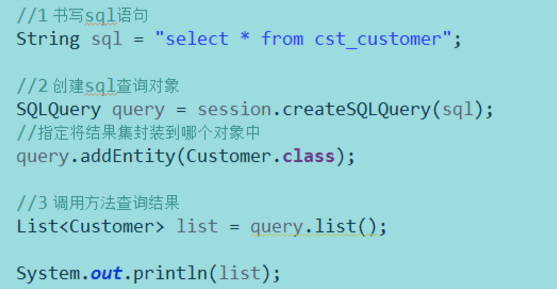 //1 书写sql语句
String sql = "select * from cst_customer";
//2 创建sql查询对象
SQLQuery query = session.createSQLQuery(sql);
//指定将结果集封装到哪个对象中
query.addEntity(Customer.class);
//3 调用方法查询结果
List<Customer> list = query.list();
System.out.println(list);